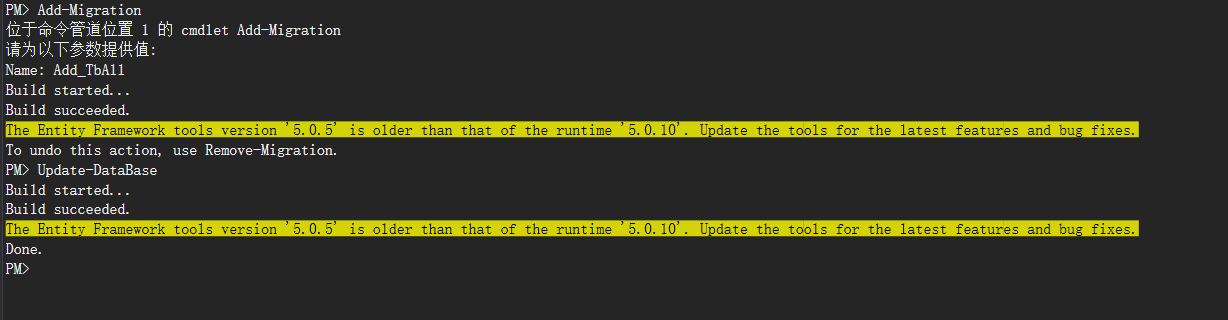 PM> Add-Migration
位于命令管道位置 1 的 cmdlet Add-Migration
请为以下参数提供值:
Name: Add_TbAll
Build started...
Build succeeded.
The Entity Framework tools version '5.0.5' is older than that of the runtime '5.0.10'. Update the tools for the latest features and bug fixes.
To undo this action, use Remove-Migration.
PM> Update-DataBase
Build started...
Build succeeded.
The Entity Framework tools version '5.0.5' is older than that of the runtime '5.0.10'. Update the tools for the latest features and bug fixes.
Done.
PM>